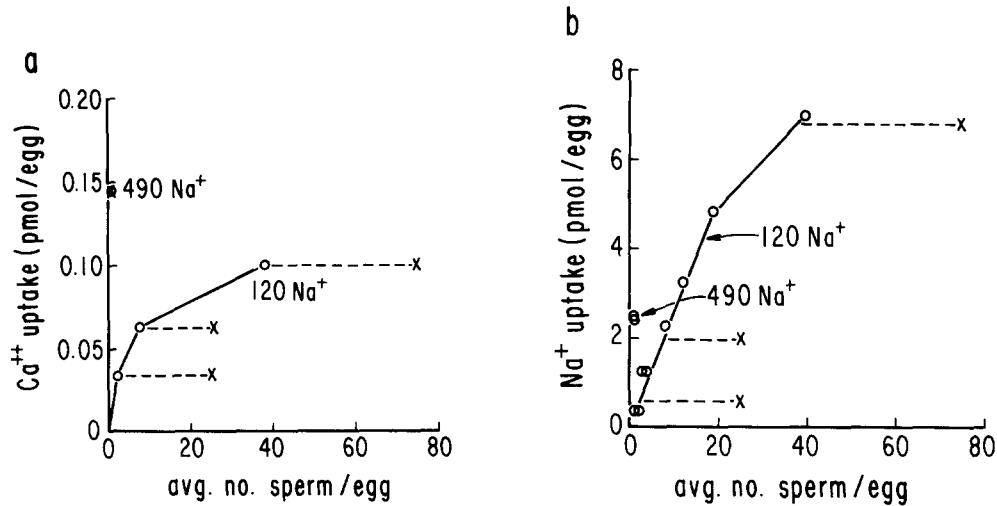 a
Ca++ uptake (pmol/egg)
0.20
0.15
0.10
0.05
0
490 Na+
120 Na+
x
x
x
0 20 40 60 80
avg. no. sperm/egg
b
Na+ uptake (pmol/egg)
8
6
4
2
0
x
120 Na+
490 Na+
x
x
0 20 40 60 80
avg. no. sperm/egg